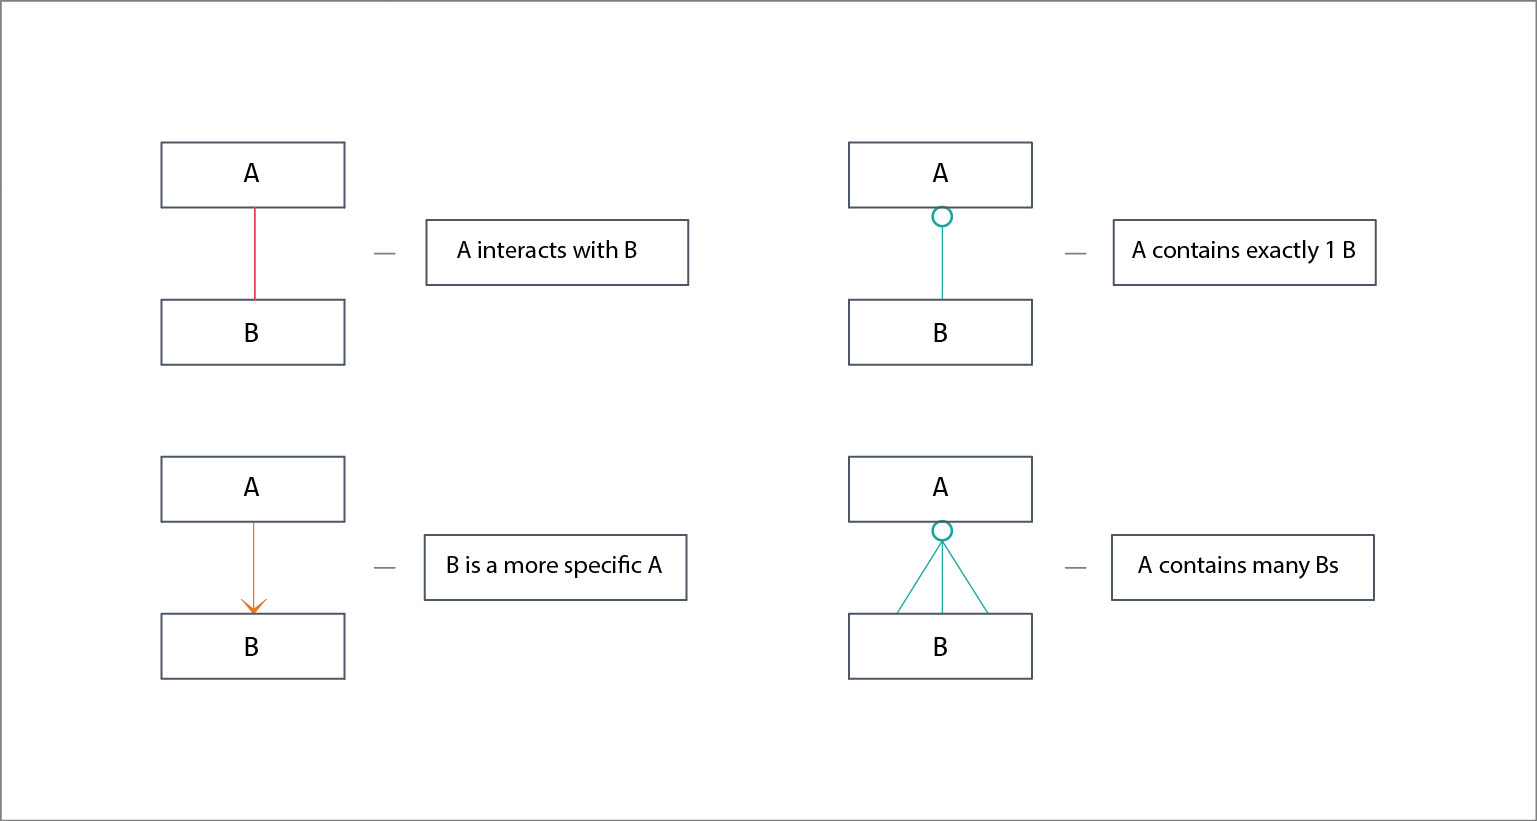 A
A interacts with B
B
A
A contains exactly 1 B
B
A
B is a more specific A
B
A
A contains many Bs
B